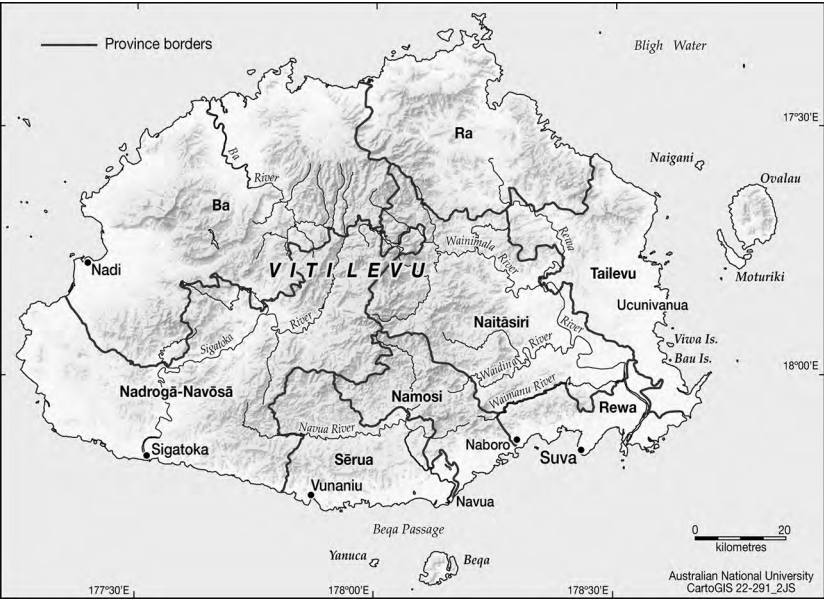 Province borders
Bligh Water
17°30'E
Ra
Naigani
Ovalau
Ba
River
Ba
Wainimala
River
Rewa
Nadi
VITI LEVU
Tailevu
Moturiki
Ucunivanua
Naitāsiri
River
Sigatoka
River
River
Viwa Is.
Bau Is.
Waidina
18°00'E
Nadrogā-Navōsā
Namosi
Waimanu River
Rewa
Navua River
Naboro
Sigatoka
Sērua
Suva
Vunaniu
Navua
Beqa Passage
0
20
kilometres
Yanuca
Beqa
Australian National University
CartoGIS 22-291_2JS
177°30'E
178°00'E
178°30'E